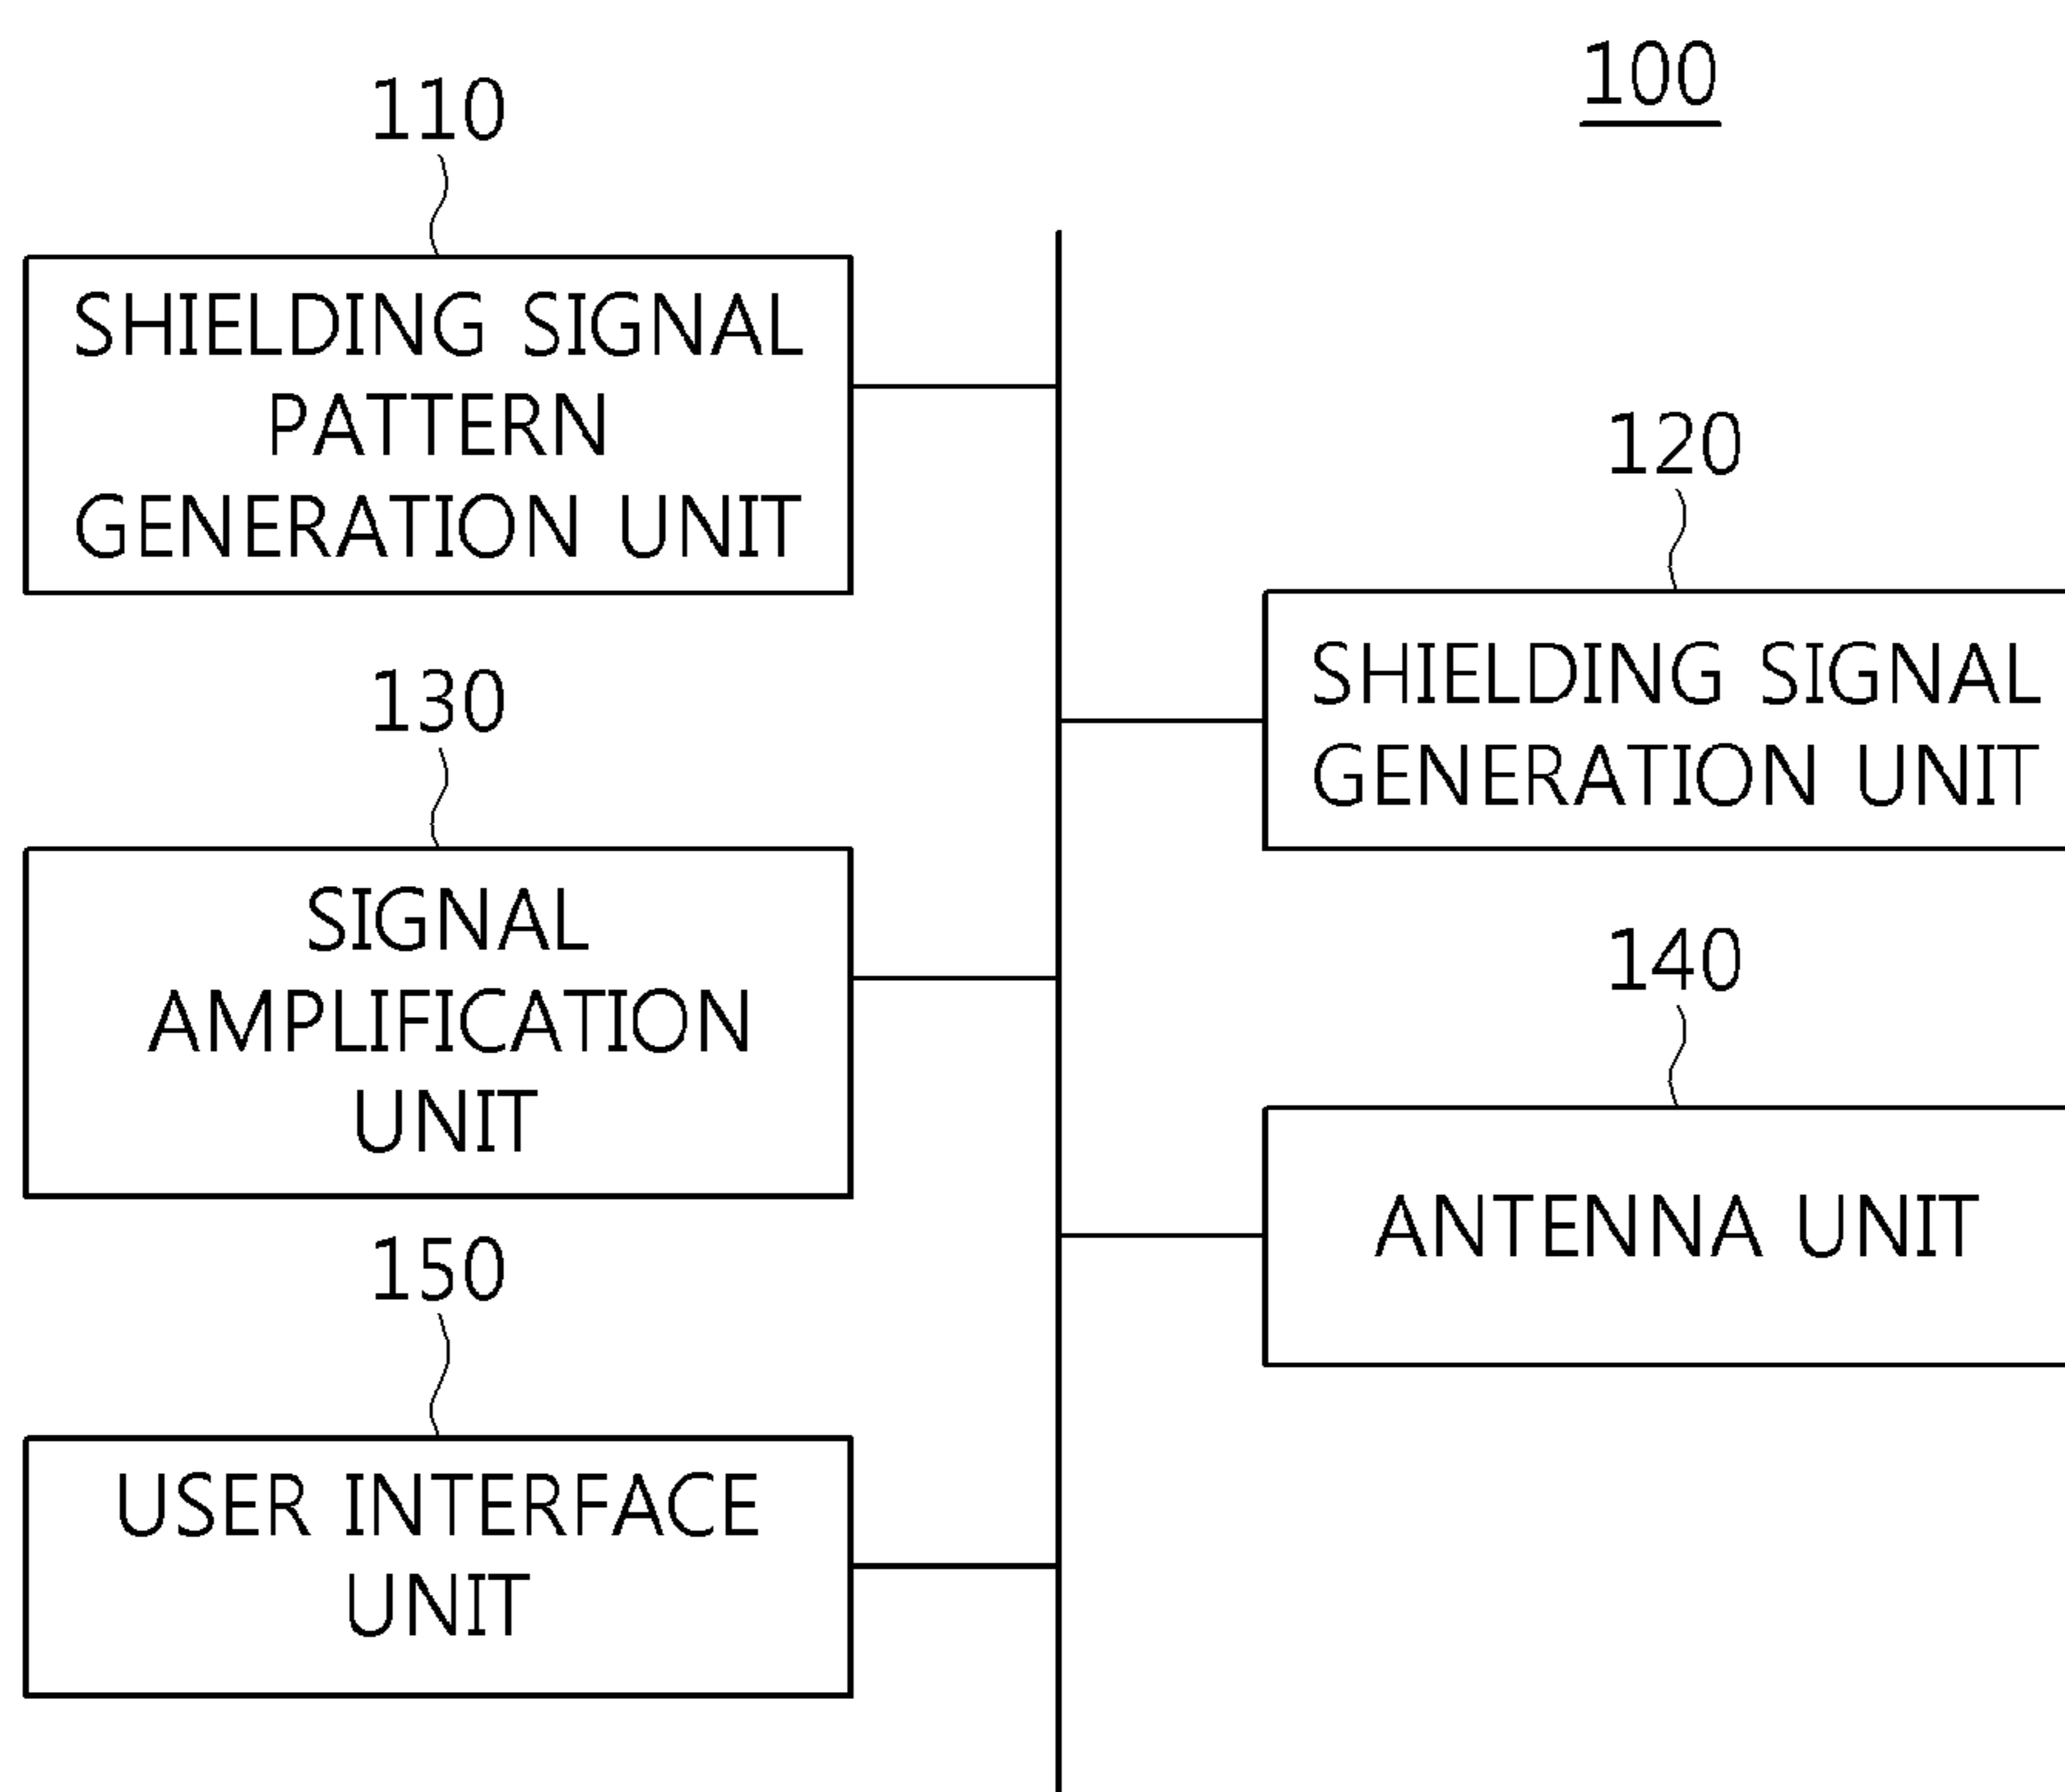 100
110
SHIELDING SIGNAL
PATTERN
GENERATION UNIT
120
SHIELDING SIGNAL
GENERATION UNIT
130
SIGNAL
AMPLIFICATION
UNIT
140
ANTENNA UNIT
150
USER INTERFACE
UNIT